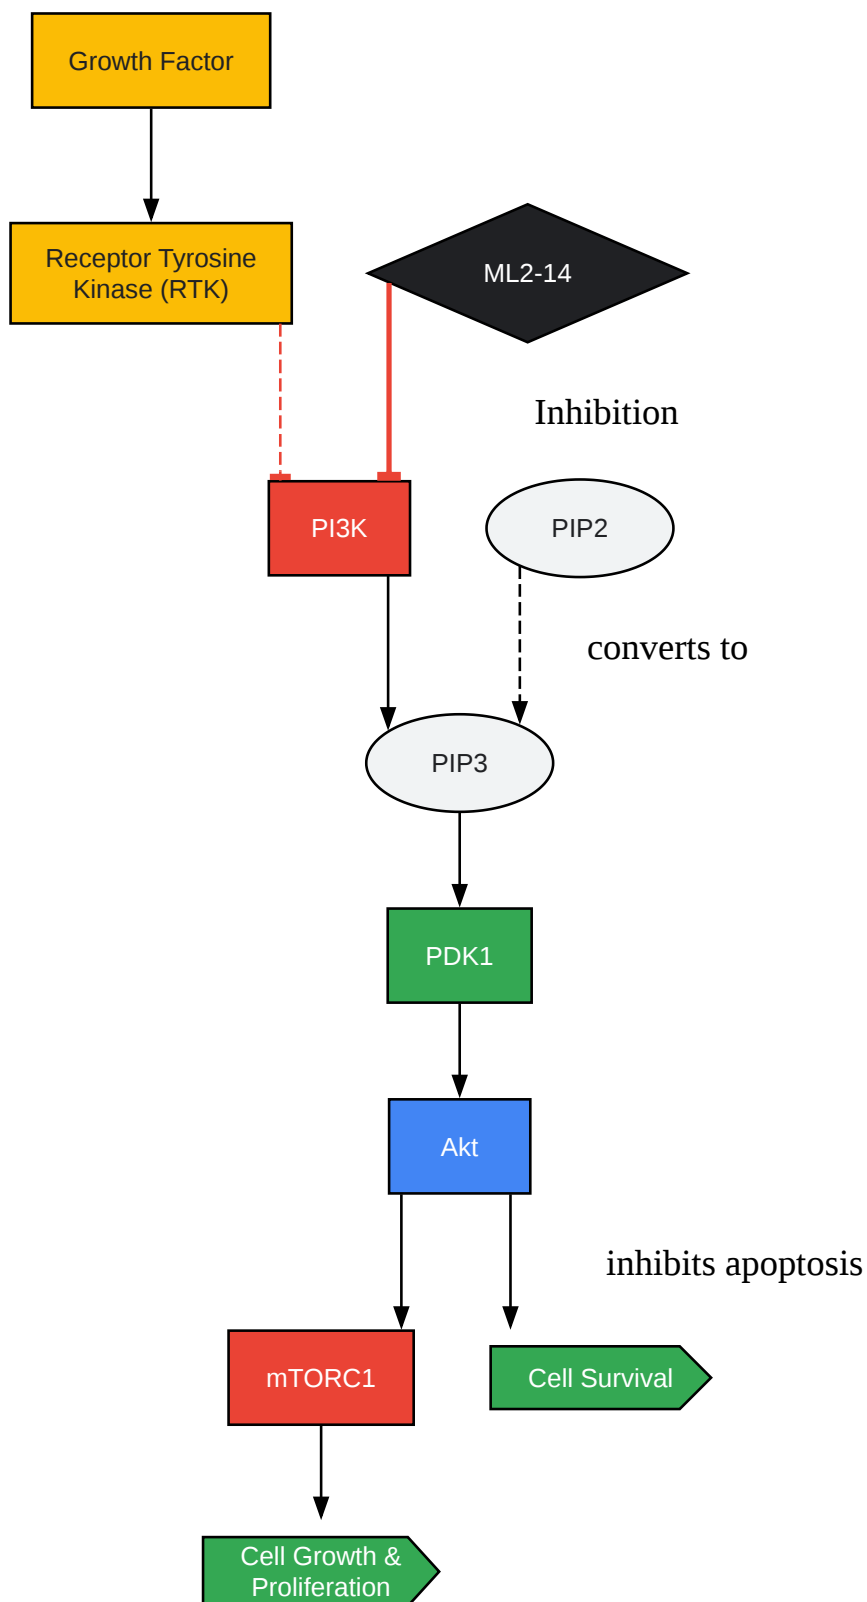 Growth Factor
Receptor Tyrosine
Kinase (RTK)
ML2-14
Inhibition
PI3K
PIP2
converts to
PIP3
PDK1
Akt
inhibits apoptosis
mTORC1
Cell Survival
Cell Growth &
Proliferation